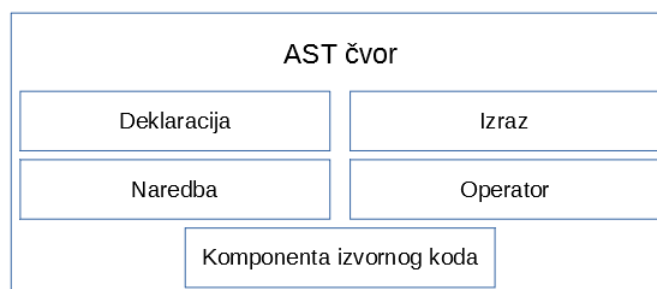 AST čvor
Deklaracija
Izraz
Naredba
Operator
Komponenta izvornog koda